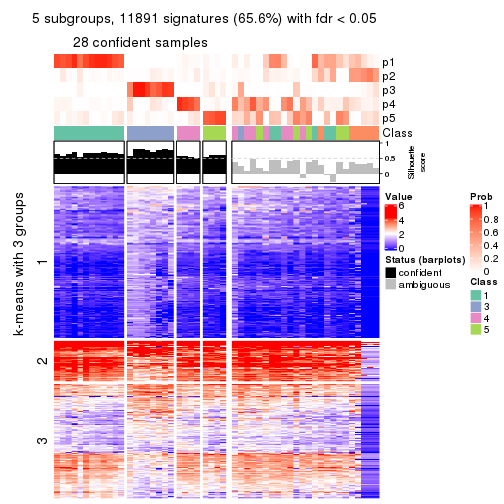 5 subgroups, 11891 signatures (65.6%) with fdr < 0.05
28 confident samples
p1
p2
p3
p4
p5
Class
1
0.5
0
Silhouette
score
k-means with 3 groups
1
2
3
Value
6
4
2
0
Status (barplots)
confident
ambiguous
Prob
1
0.8
0.6
0.4
0.2
0
Class
1
3
4
5